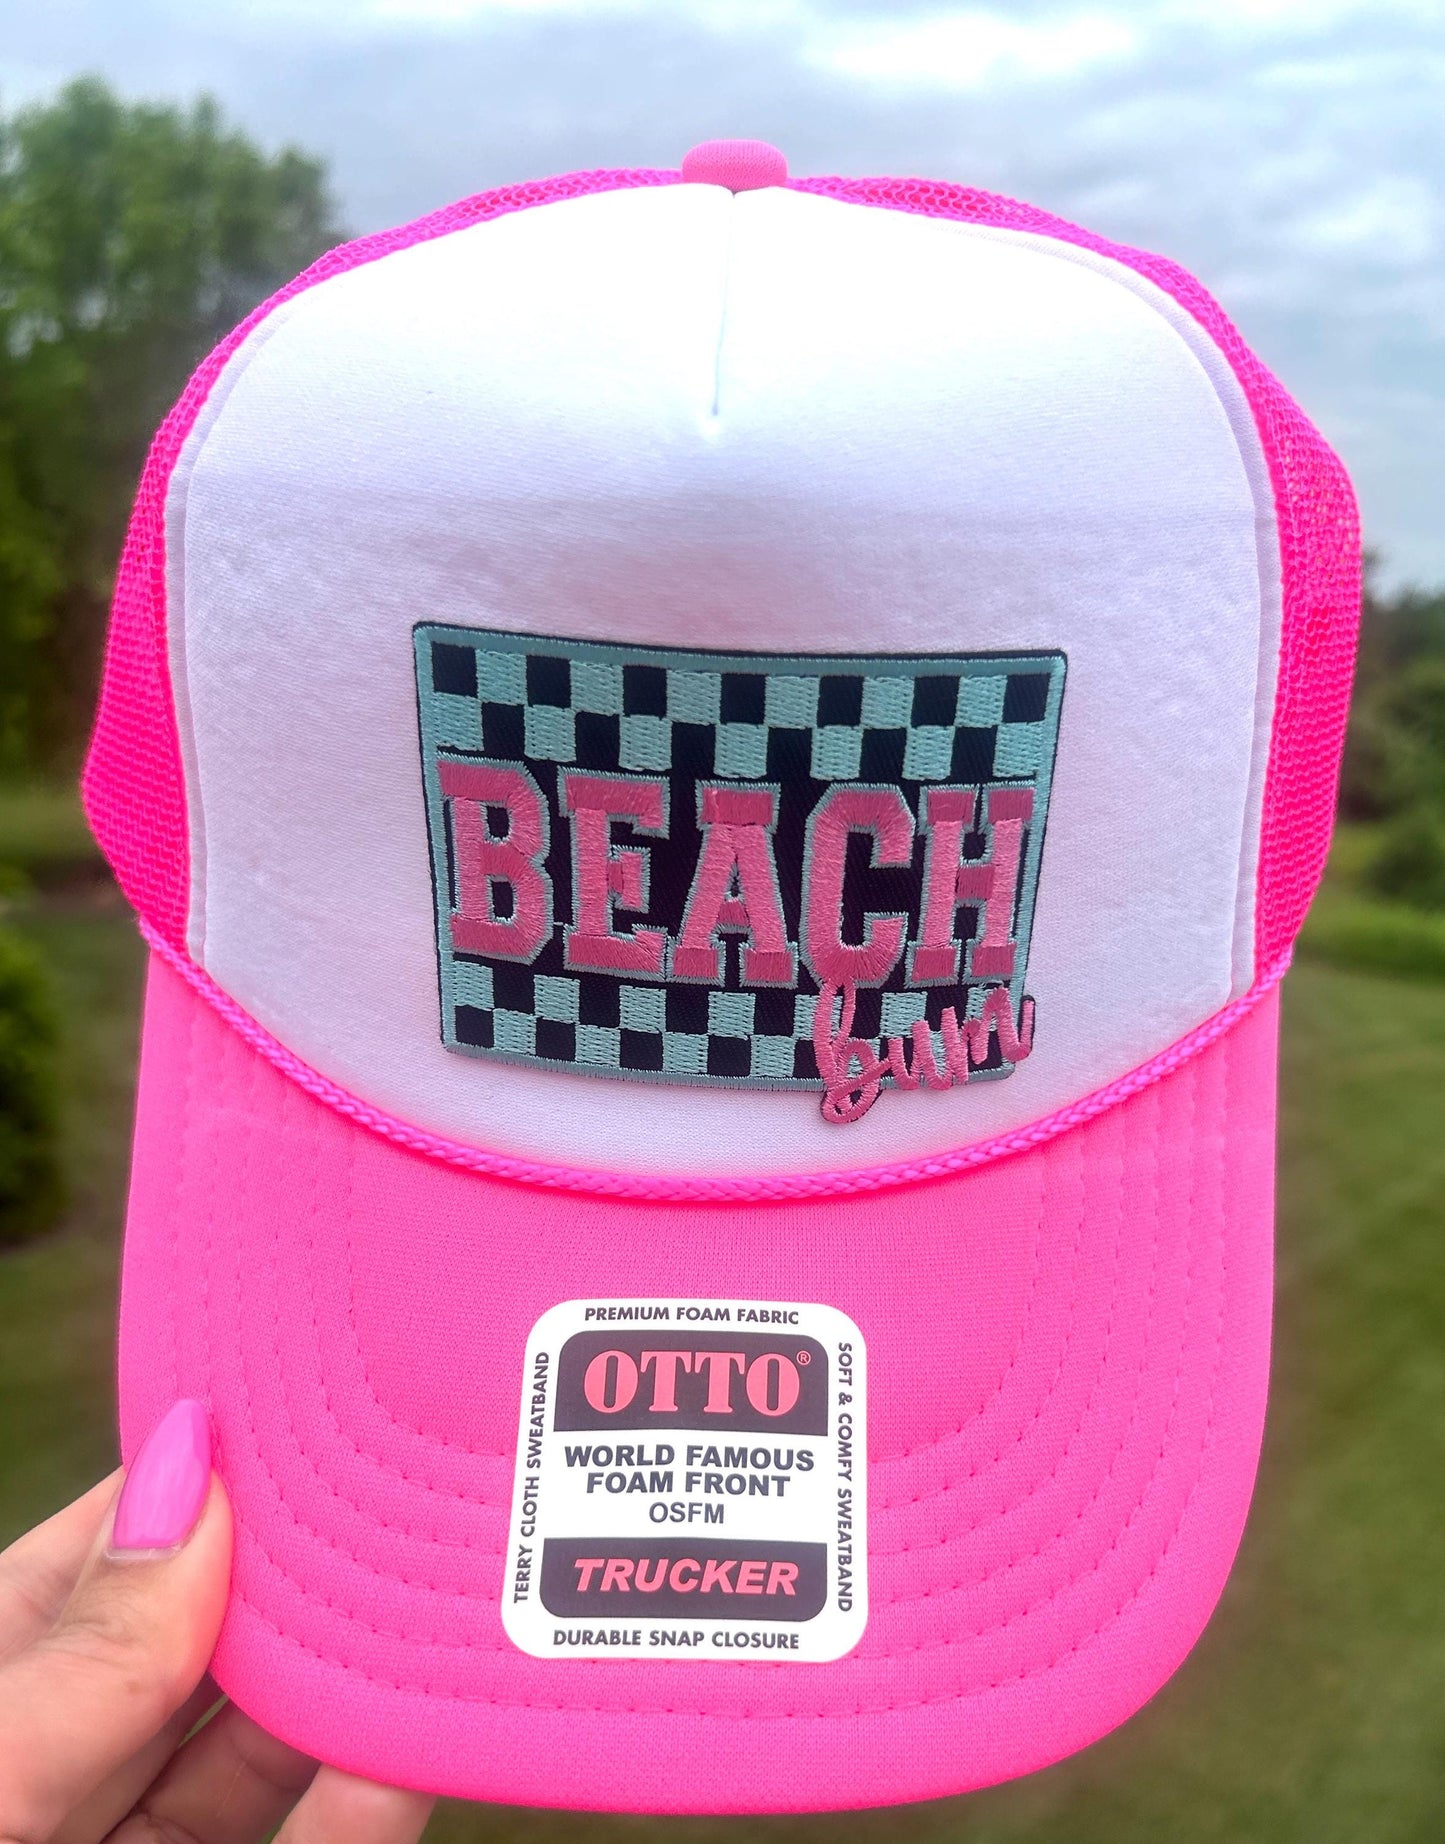 BEACH
bum
PREMIUM FOAM FABRIC
OTTO®
WORLD FAMOUS
FOAM FRONT
OSFM
TRUCKER
DURABLE SNAP CLOSURE
TERRY CLOTH SWEATBAND
SOFT & COMFY SWEATBAND